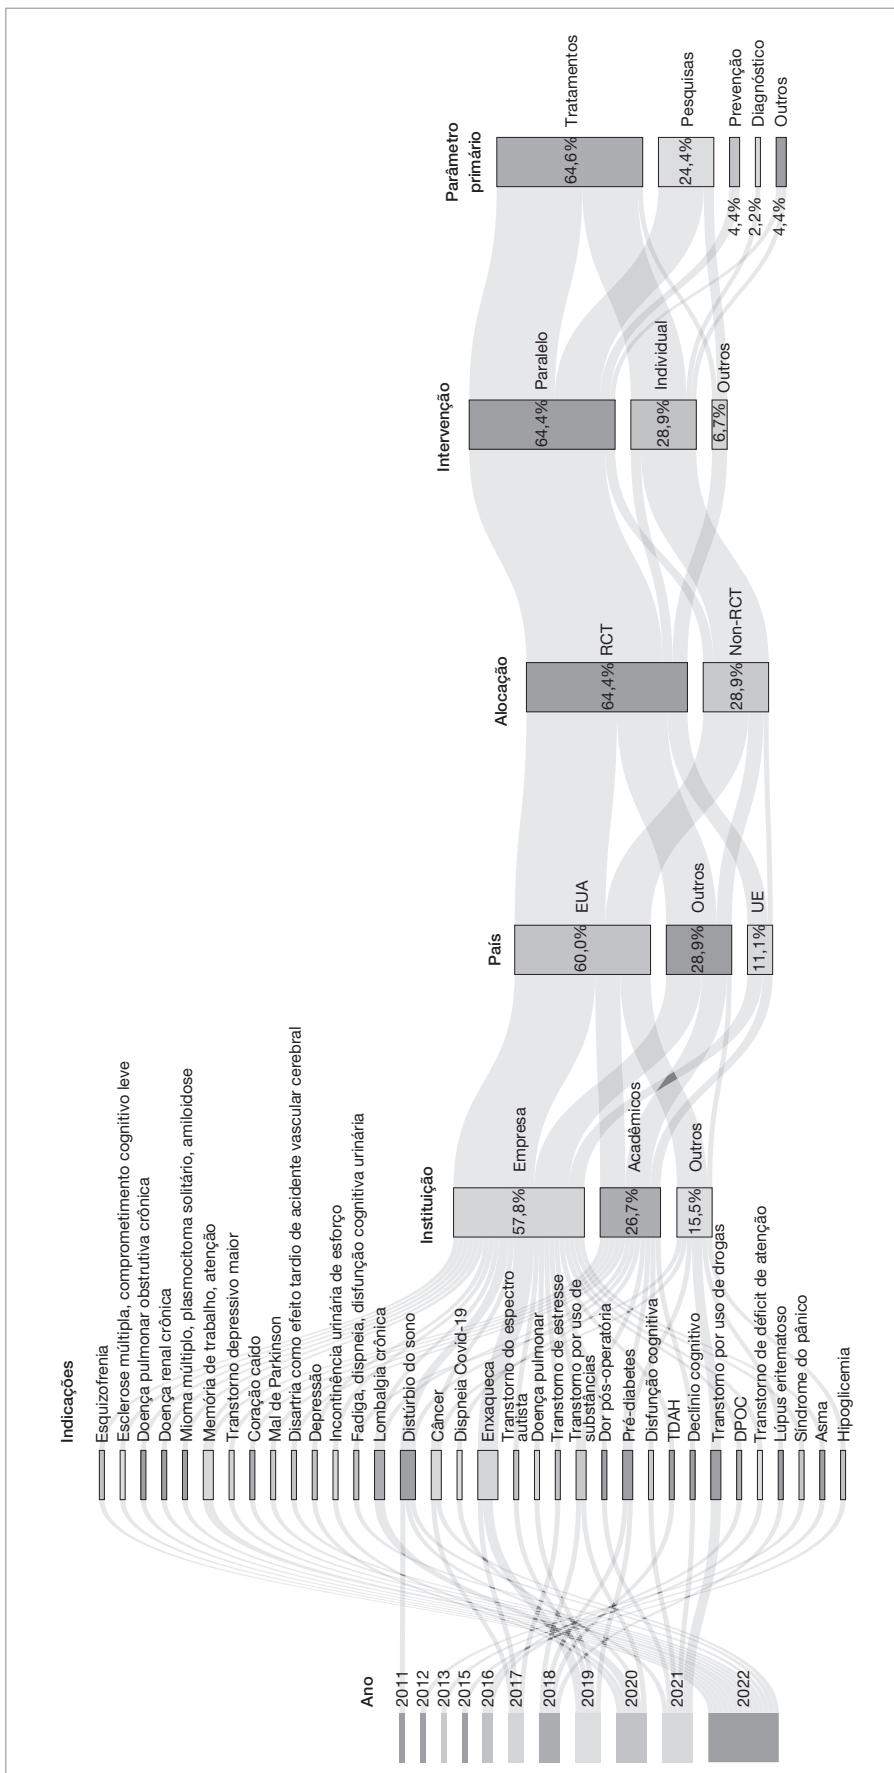 Ano
2011
2012
2013
2015
2016
2017
2018
2019
2020
2021
2022
Indicações
Esquizofrenia
Esclerose múltipla, comprometimento cognitivo leve
Doença pulmonar obstrutiva crônica
Doença renal crônica
Mioma múltiplo, plasmocitoma solitário, amiloidose
Memória de trabalho, atenção
Transtorno depressivo maior
Coração caído
Mal de Parkinson
Disartria como efeito tardio de acidente vascular cerebral
Depressão
Incontinência urinária de esforço
Fadiga, dispneia, disfunção cognitiva urinária
Lombalgia crônica
Distúrbio do sono
Câncer
Dispneia Covid-19
Enxaqueca
Transtorno do espectro
autista
Doença pulmonar
Transtorno de estresse
Transtorno por uso de
substâncias
Dor pós-operatória
Pré-diabetes
Disfunção cognitiva
TDAH
Declínio cognitivo
Transtorno por uso de drogas
DPOC
Transtorno de déficit de atenção
Lúpus eritematoso
Síndrome do pânico
Asma
Hipoglicemia
Instituição
57,8%
Empresa
26,7%
Acadêmicos
15,5%
Outros
País
60,0%
EUA
28,9%
Outros
11,1%
UE
Alocação
64,4%
RCT
28,9%
Non-RCT
Intervenção
64,4%
Paralelo
28,9%
Individual
6,7%
Outros
Parâmetro
primário
64,6%
Tratamentos
24,4%
Pesquisas
4,4%
Prevenção
2,2%
Diagnóstico
4,4%
Outros